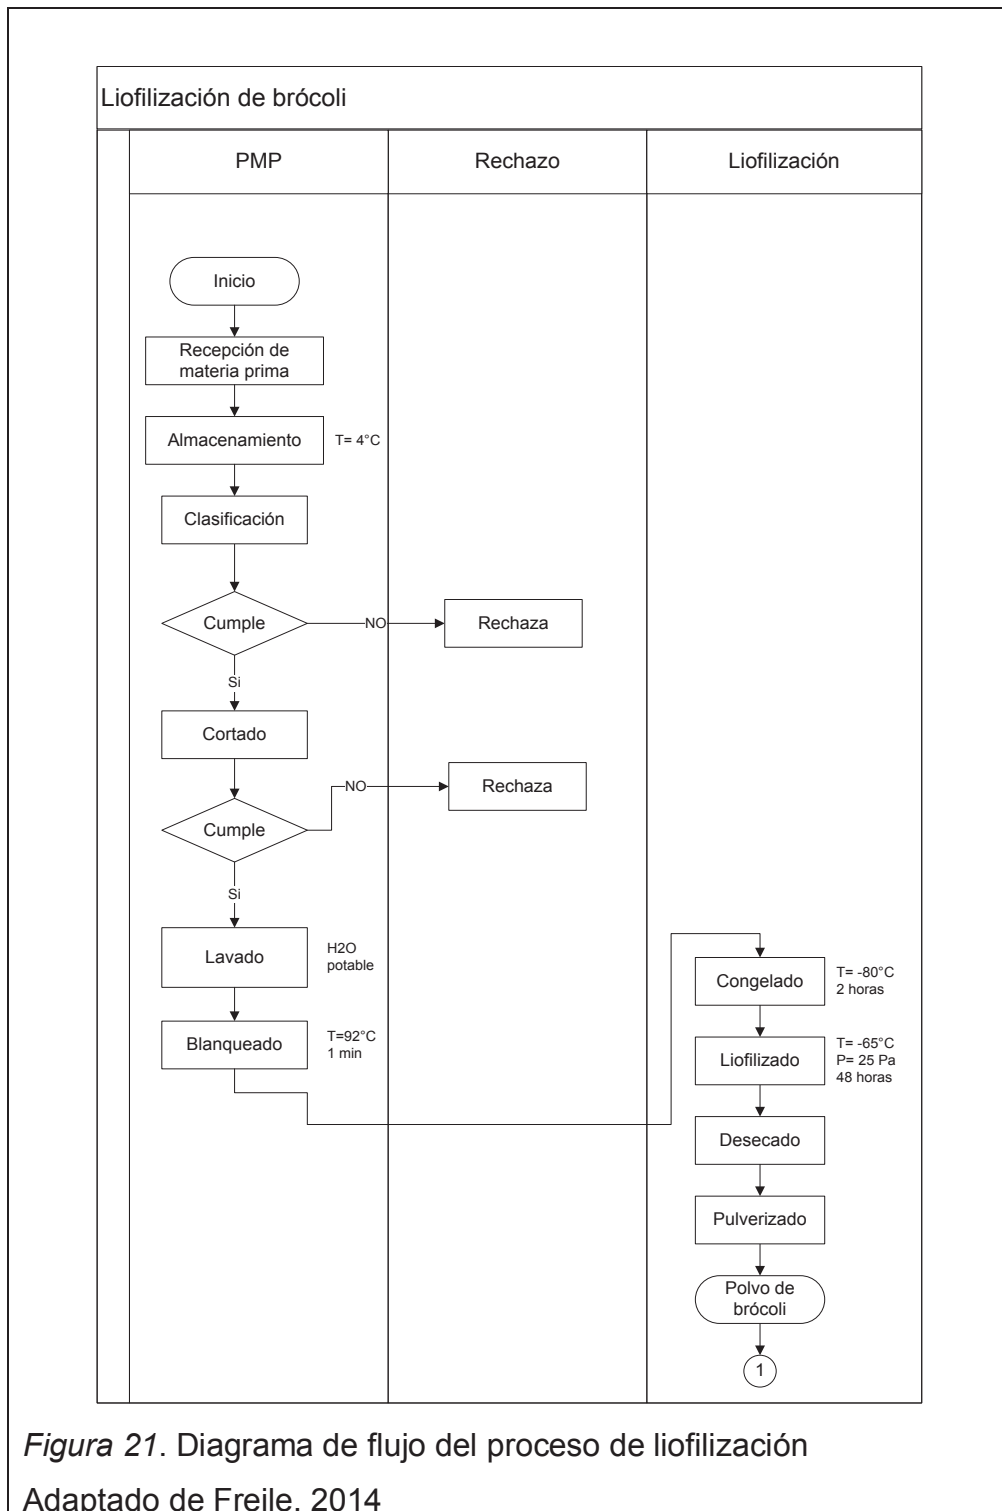 Liofilización de brócoli
PMP
Rechazo
Liofilización
Inicio
Recepción de
materia prima
Almacenamiento
T= 4°C
Clasificación
Cumple
NO
Rechaza
Si
Cortado
NO
Rechaza
Cumple
Si
Lavado
H2O
potable
Blanqueado
T=92°C
1 min
Congelado
T= -80°C
2 horas
Liofilizado
T= -65°C
P= 25 Pa
48 horas
Desecado
Pulverizado
Polvo de
brócoli
1
Figura 21. Diagrama de flujo del proceso de liofilización
Adaptado de Freile, 2014